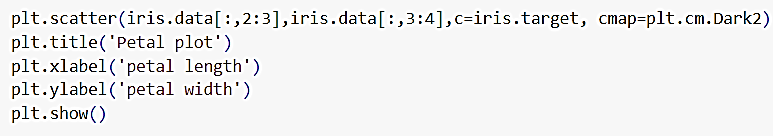 plt.scatter(iris.data[:,2:3],iris.data[:,3:4],c=iris.target, cmap=plt.cm.Dark2)
plt.title('Petal plot')
plt.xlabel('petal length')
plt.ylabel('petal width')
plt.show()